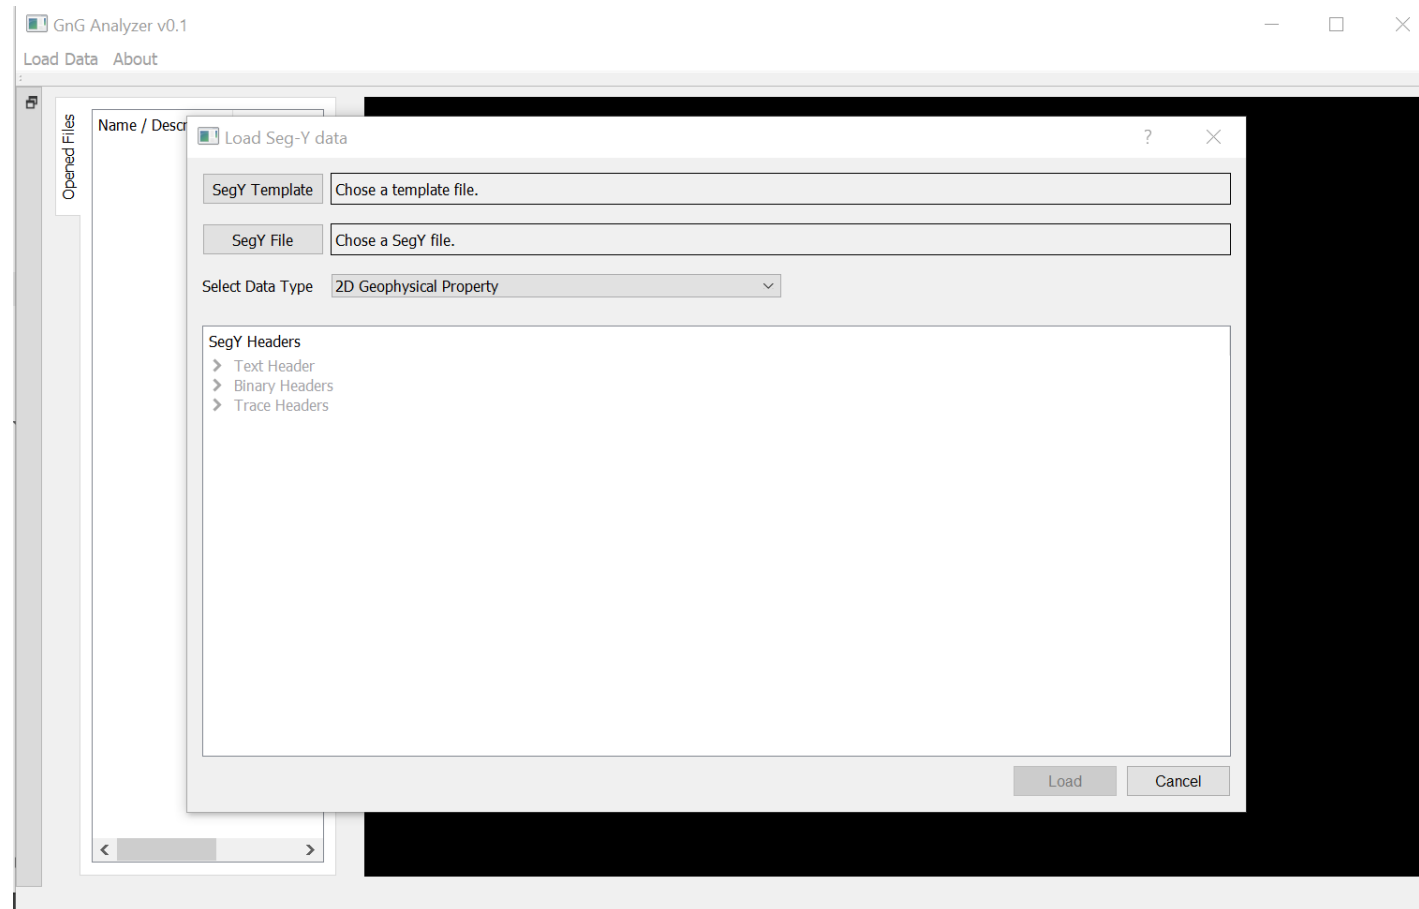 GnG Analyzer v0.1
Load Data About
Opened Files
Name / Descr
Load Seg-Y data ?
SegY Template Chose a template file.
SegY File Chose a SegY file.
Select Data Type 2D Geophysical Property
SegY Headers
Text Header
Binary Headers
Trace Headers
Load Cancel